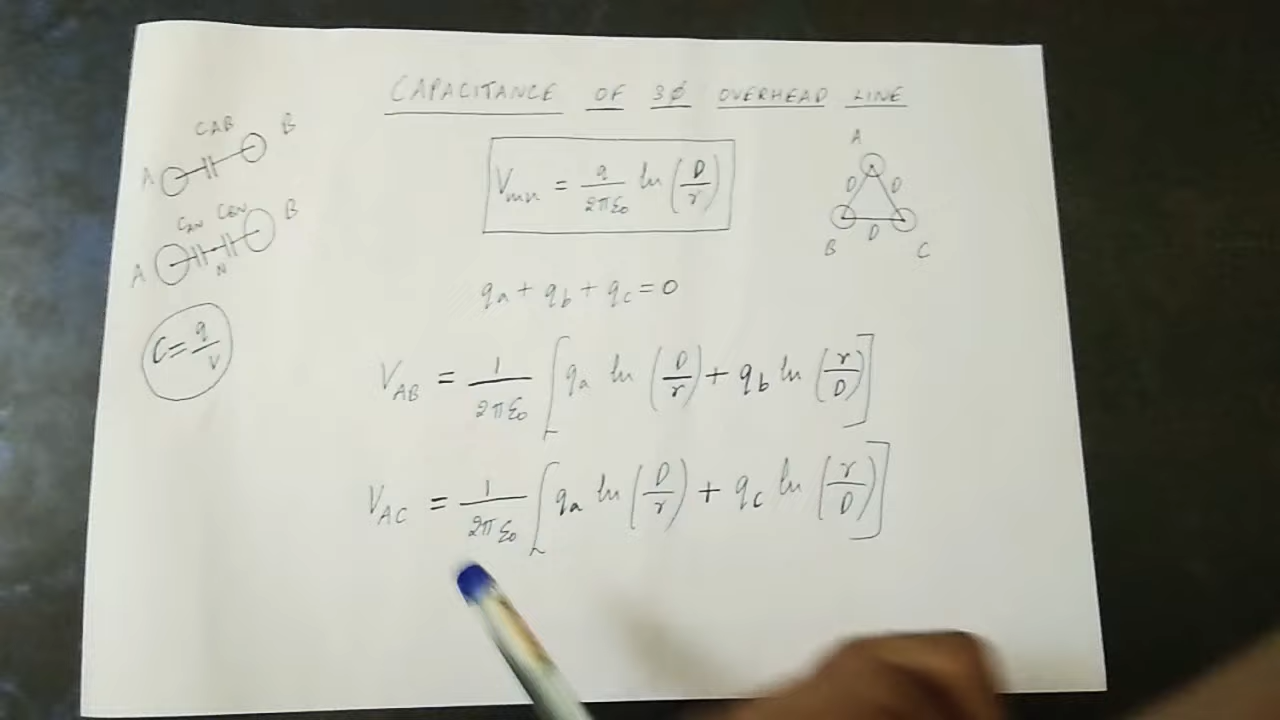 CAPACITANCE OF 3Ø OVERHEAD LINE
CAB
A B
CAN CBN
A N B
C = q/V
Vmn = q/2πε0 ln (D/r)
A
D D
B D C
qa + qb + qc = 0
VAB = 1/2πε0 [qa ln (D/r) + qb ln (r/D)]
VAC = 1/2πε0 [qa ln (D/r) + qc ln (r/D)]